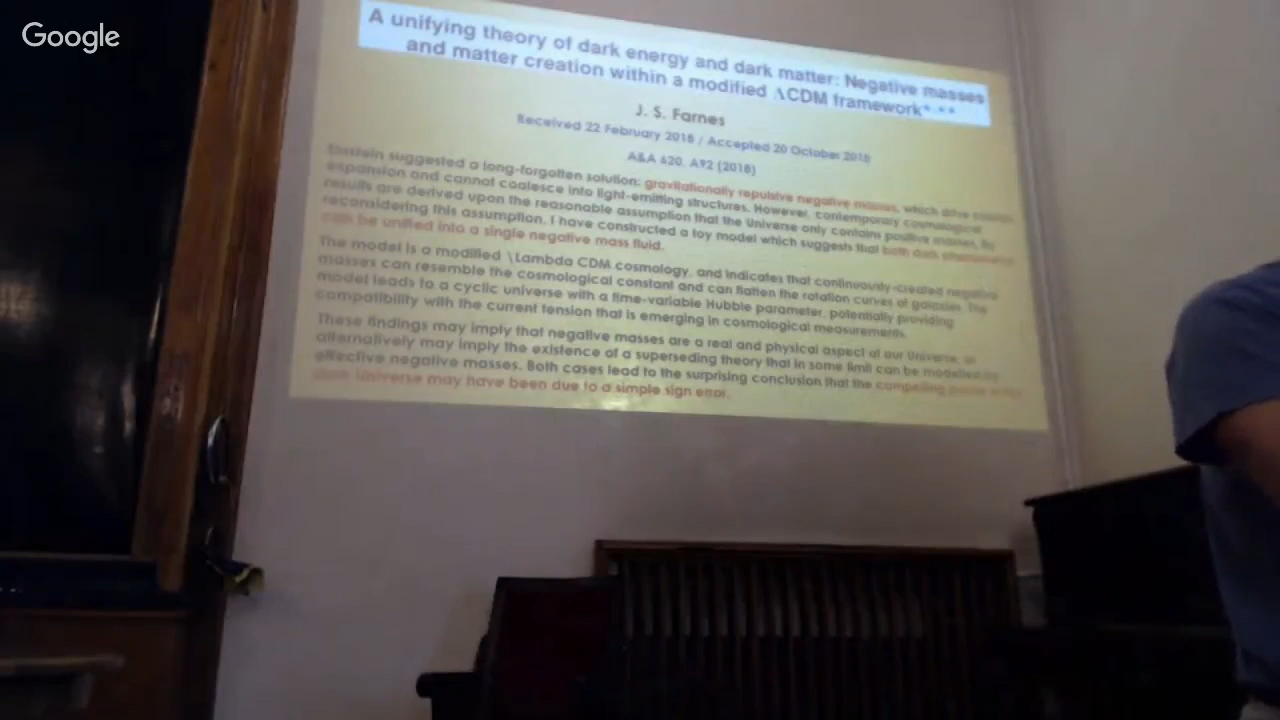 Google
A unifying theory of dark energy and dark matter: Negative masses
and matter creation within a modified ΛCDM framework*,**
J. S. Farnes
Received 22 February 2018 / Accepted 20 October 2018
A&A 620, A92 (2018)
Einstein suggested a long-forgotten solution: gravitationally repulsive negative masses, which drive cosmic
expansion and cannot coalesce into light-emitting structures. However, contemporary cosmological
results are derived upon the reasonable assumption that the Universe only contains positive masses. By
reconsidering this assumption, I have constructed a toy model which suggests that both dark phenomena
can be unified into a single negative mass fluid.
The model is a modified \Lambda CDM cosmology, and indicates that continuously-created negative
masses can resemble the cosmological constant and can flatten the rotation curves of galaxies. The
model leads to a cyclic universe with a time-variable Hubble parameter, potentially providing
compatibility with the current tension that is emerging in cosmological measurements.
These findings may imply that negative masses are a real and physical aspect of our Universe, or
alternatively may imply the existence of a superseding theory that in some limit can be modelled by
effective negative masses. Both cases lead to the surprising conclusion that the compelling puzzle of the
dark Universe may have been due to a simple sign error.